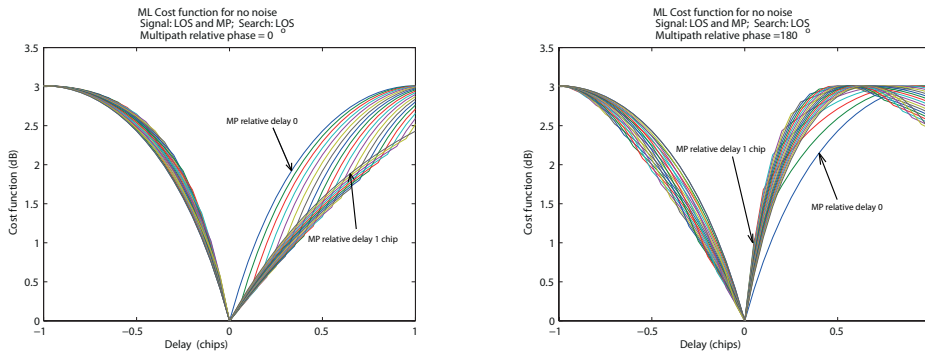 ML Cost function for no noise
Signal: LOS and MP; Search: LOS
Multipath relative phase = 0 °
3.5
3
2.5
2
1.5
1
0.5
0
Cost function (dB)
MP relative delay 0
MP relative delay 1 chip
−1
−0.5
0
0.5
1
Delay (chips)
ML Cost function for no noise
Signal: LOS and MP; Search: LOS
Multipath relative phase =180 °
3.5
3
2.5
2
1.5
1
0.5
0
Cost function (dB)
MP relative delay 1 chip
MP relative delay 0
−1
−0.5
0
0.5
Delay (chips)